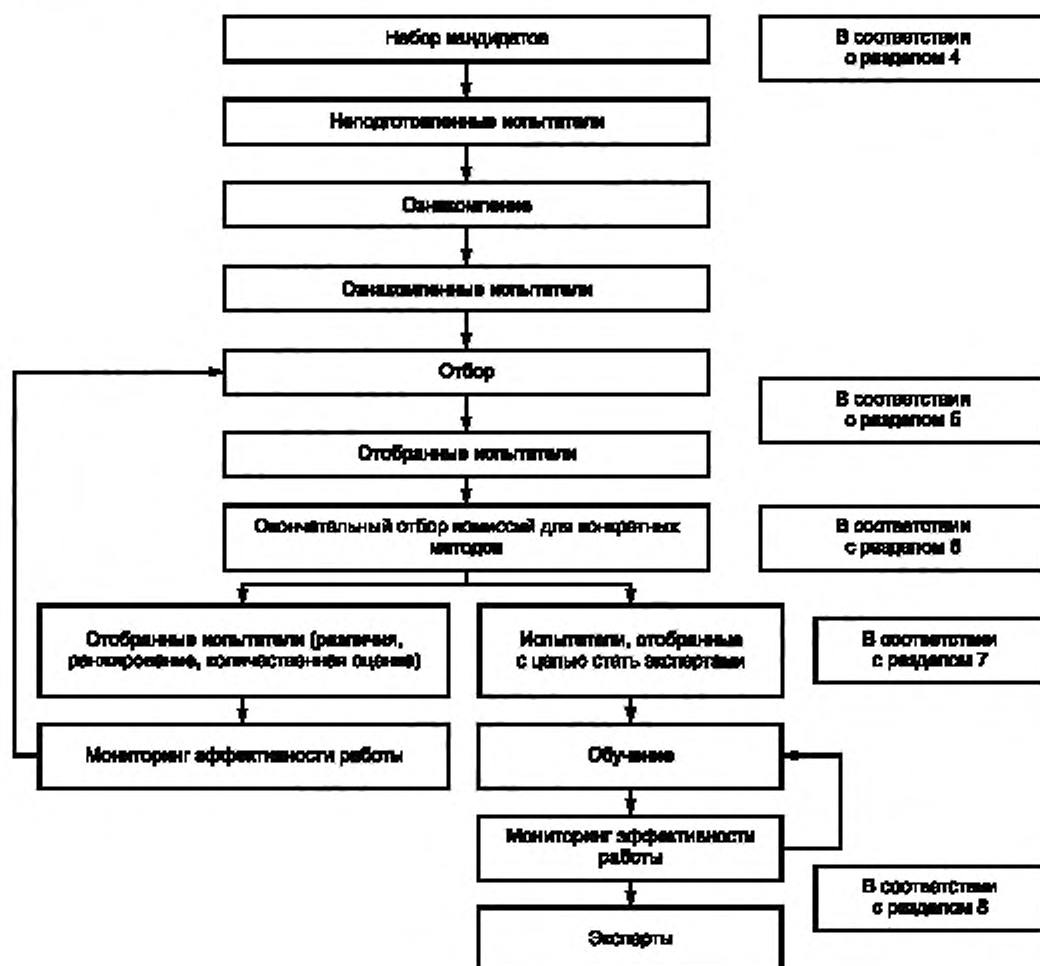 Набор кандидатов
В соответствии
с разделом 4
Неподготовленные испытатели
Ознакомление
Ознакомленные испытатели
Отбор
В соответствии
с разделом 5
Отобранные испытатели
Окончательный отбор комиссий для конкретных
методов
В соответствии
с разделом 6
Отобранные испытатели (различия,
ранжирование, количественная оценка)
Испытатели, отобранные
с целью стать экспертами
В соответствии
с разделом 7
Мониторинг эффективности работы
Обучение
Мониторинг эффективности
работы
В соответствии
с разделом 8
Эксперты